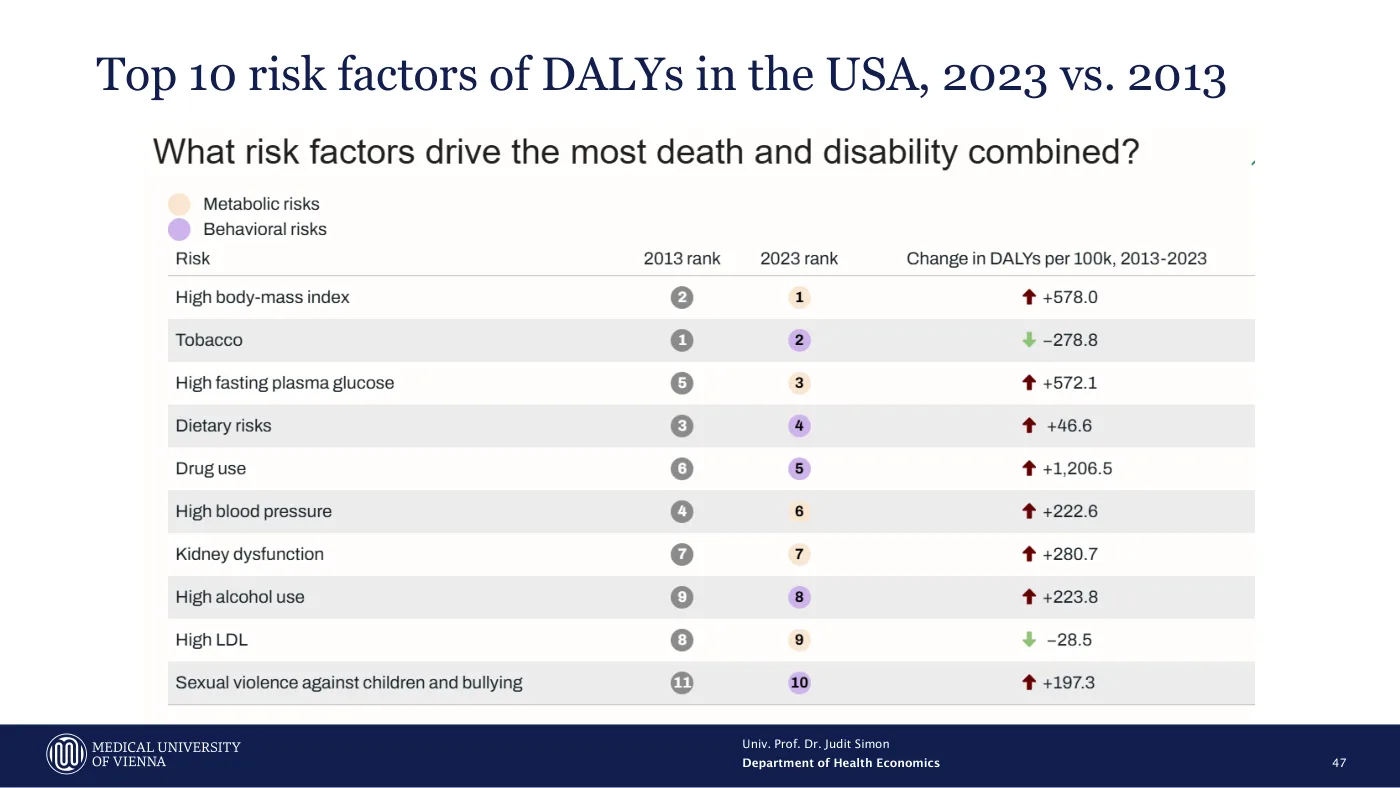 Top 10 risk factors of DALYs in the USA, 2023 vs. 2013
What risk factors drive the most death and disability combined?
Metabolic risks
Behavioral risks
Risk 2013 rank 2023 rank Change in DALYs per 100k, 2013-2023
High body-mass index 2 1 +578.0
Tobacco 1 2 −278.8
High fasting plasma glucose 5 3 +572.1
Dietary risks 3 4 +46.6
Drug use 6 5 +1,206.5
High blood pressure 4 6 +222.6
Kidney dysfunction 7 7 +280.7
High alcohol use 9 8 +223.8
High LDL 8 9 −28.5
Sexual violence against children and bullying 11 10 +197.3
MEDICAL UNIVERSITY
OF VIENNA
Univ. Prof. Dr. Judit Simon
Department of Health Economics
47